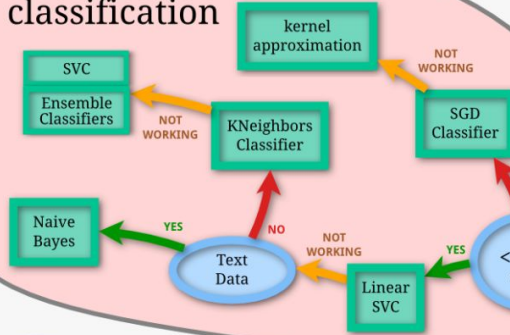 classification
kernel
approximation
NOT
WORKING
SVC
Ensemble
Classifiers
NOT
WORKING
KNeighbors
Classifier
SGD
Classifier
Naive
Bayes
YES
NO
Text
Data
NOT
WORKING
Linear
SVC
YES
<